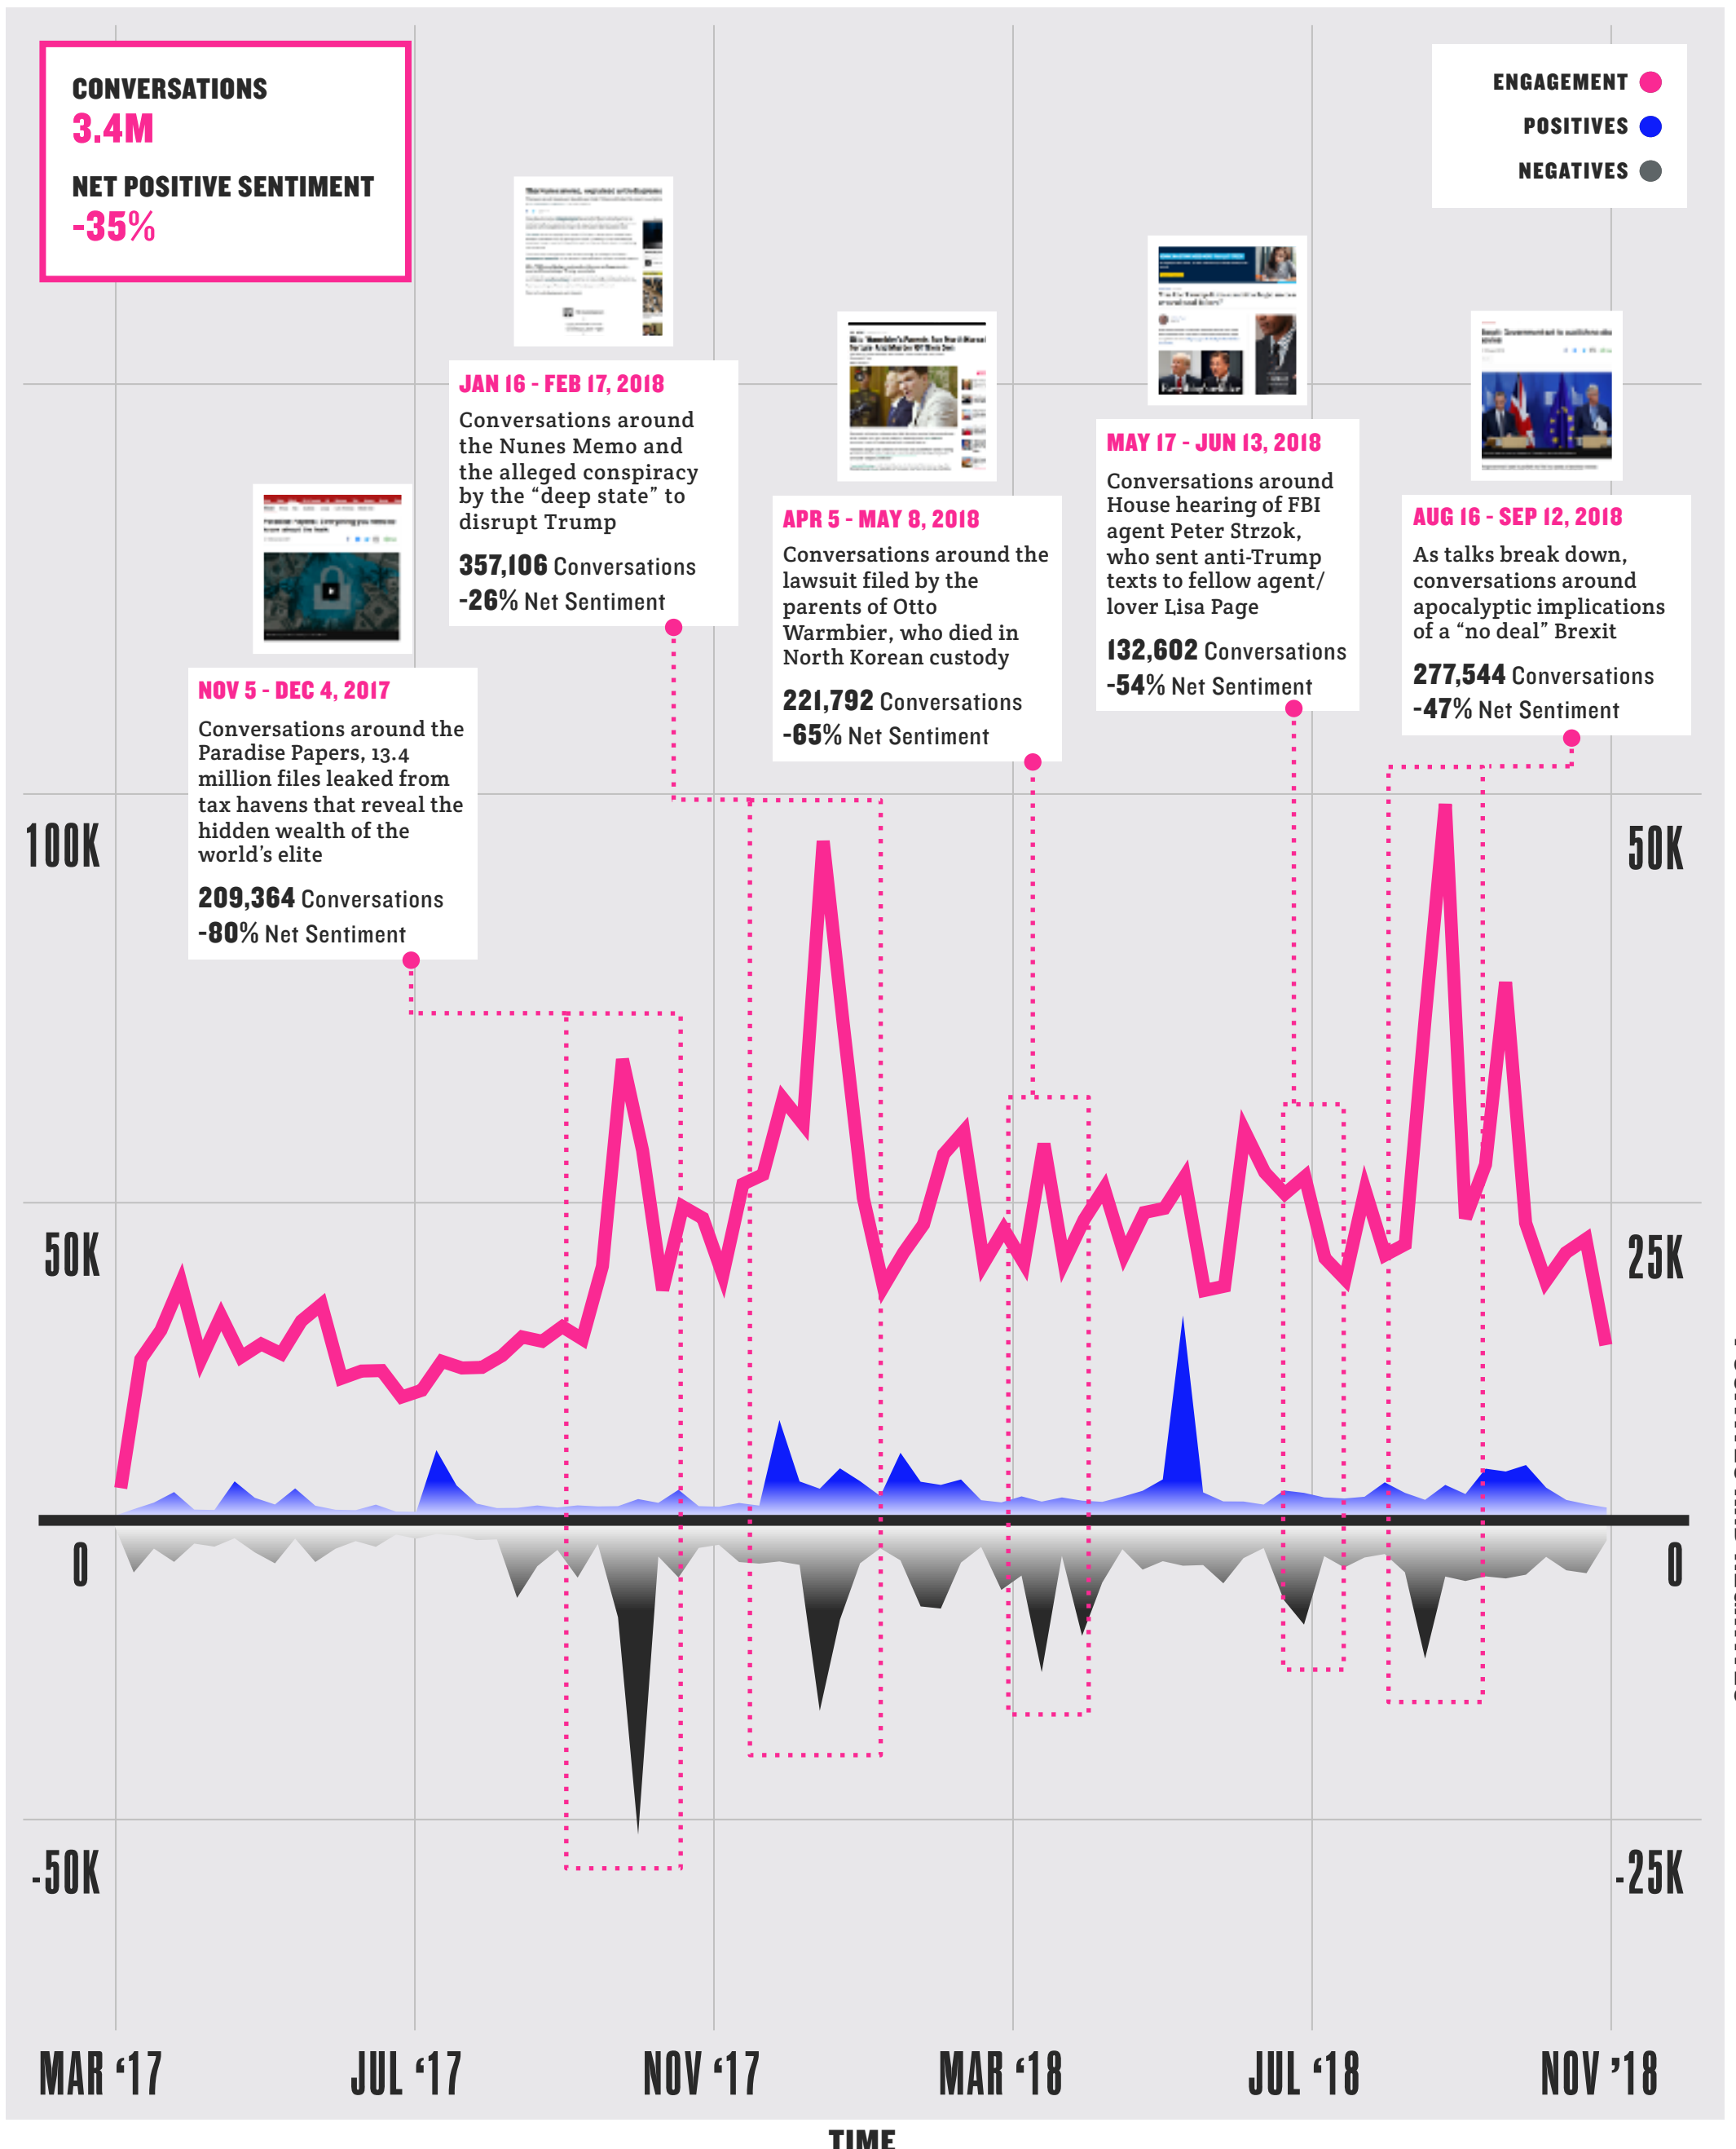 CONVERSATIONS
3.4M
NET POSITIVE SENTIMENT
-35%
ENGAGEMENT
POSITIVES
NEGATIVES
JAN 16 - FEB 17, 2018
Conversations around
the Nunes Memo and
the alleged conspiracy
by the “deep state” to
disrupt Trump
357,106 Conversations
-26% Net Sentiment
MAY 17 - JUN 13, 2018
Conversations around
House hearing of FBI
agent Peter Strzok,
who sent anti-Trump
texts to fellow agent/
lover Lisa Page
132,602 Conversations
-54% Net Sentiment
APR 5 - MAY 8, 2018
Conversations around the
lawsuit filed by the
parents of Otto
Warmbier, who died in
North Korean custody
221,792 Conversations
-65% Net Sentiment
AUG 16 - SEP 12, 2018
As talks break down,
conversations around
apocalyptic implications
of a “no deal” Brexit
277,544 Conversations
-47% Net Sentiment
NOV 5 - DEC 4, 2017
Conversations around the
Paradise Papers, 13.4
million files leaked from
tax havens that reveal the
hidden wealth of the
world’s elite
209,364 Conversations
-80% Net Sentiment
100K
50K
50K
25K
0
0
-50K
-25K
MAR ‘17
JUL ‘17
NOV ‘17
MAR ‘18
JUL ‘18
NOV ’18
TIME